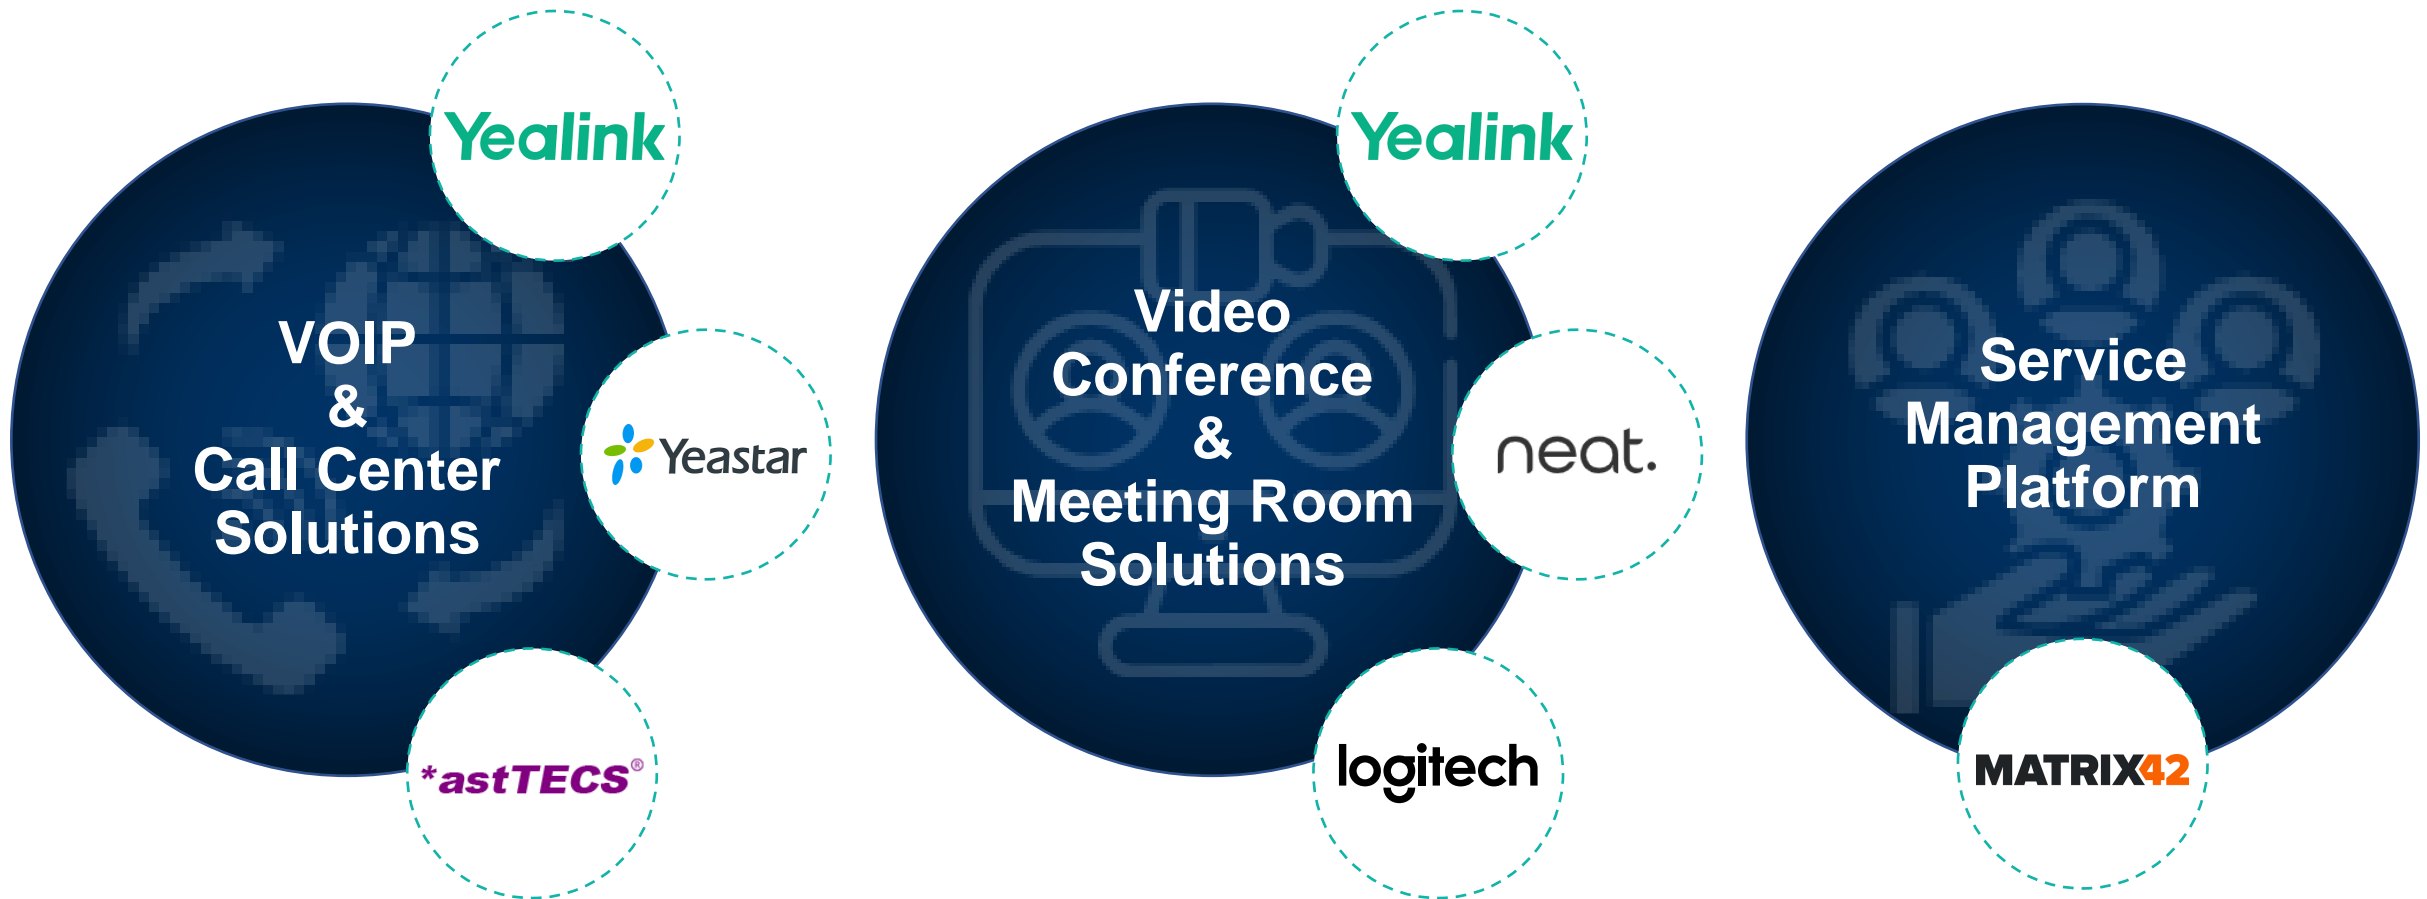 Yealink
VOIP
&
Call Center
Solutions
Yeastar
*astTECS®
Yealink
Video
Conference
&
Meeting Room
Solutions
neat.
logitech
Service
Management
Platform
MATRIX42